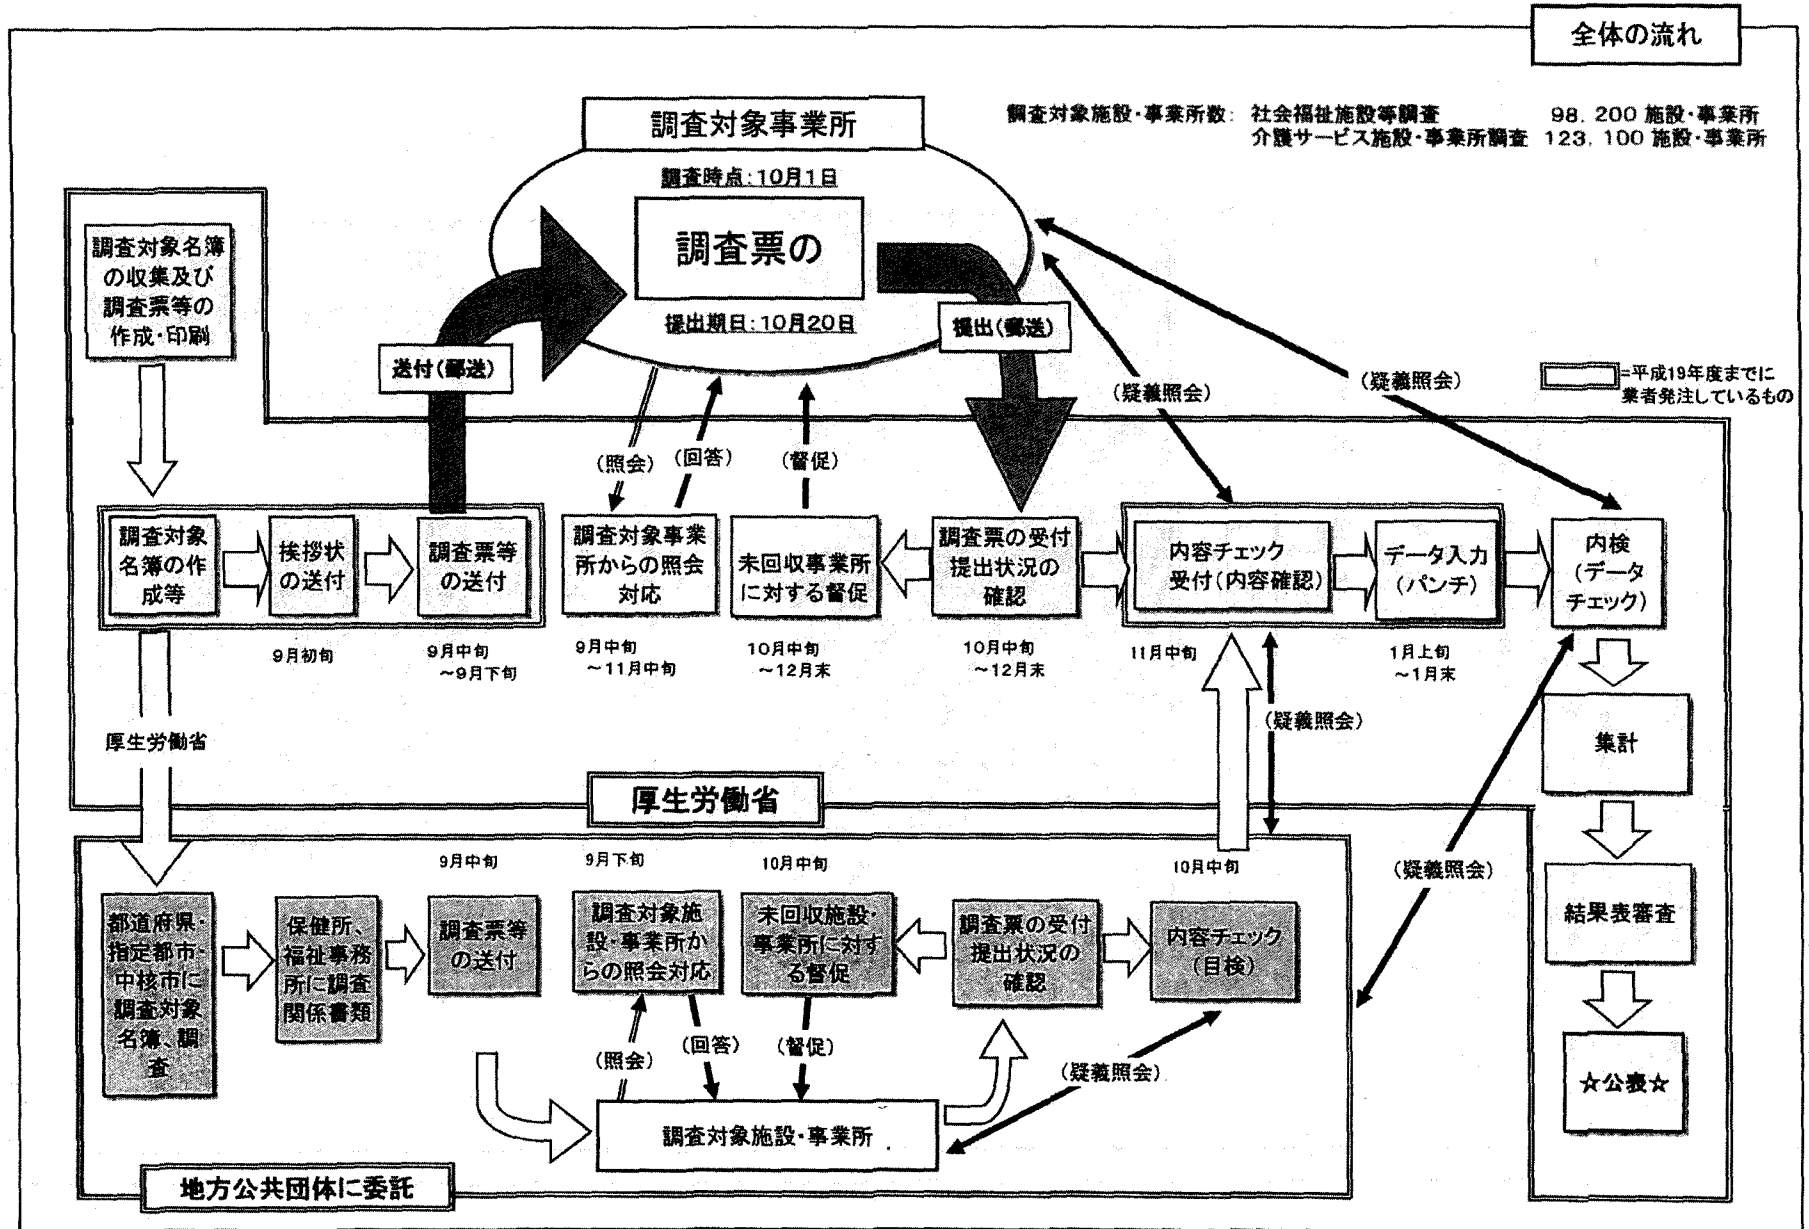 全体の流れ
調査対象施設・事業所数: 社会福祉施設等調査 98,200 施設・事業所
介護サービス施設・事業所調査 123,100 施設・事業所
調査対象事業所
調査時点:10月1日
調査票の
提出期日:10月20日
送付(郵送)
提出(郵送)
調査対象名簿
の収集及び
調査票等の
作成・印刷
(疑義照会)
(疑義照会)
=平成19年度までに
業者発注しているもの
(照会)
(回答)
(督促)
調査対象
名簿の作
成等
挨拶状
の送付
調査票等
の送付
調査対象事業
所からの照会
対応
未回収事業所
に対する督促
調査票の受付
提出状況の
確認
内容チェック
受付(内容確認)
データ入力
(パンチ)
内検
(データ
チェック)
9月初旬
9月中旬
～9月下旬
9月中旬
～11月中旬
10月中旬
～12月末
10月中旬
～12月末
11月中旬
1月上旬
～1月末
(疑義照会)
厚生労働省
集計
厚生労働省
9月中旬
9月下旬
10月中旬
10月中旬
(疑義照会)
都道府県・
指定都市・
中核市に
調査対象
名簿、調
査
保健所、
福祉事務
所に調査
関係書類
調査票等
の送付
調査対象施
設・事業所か
らの照会対応
未回収施設・
事業所に対す
る督促
調査票の受付
提出状況の
確認
内容チェック
(目検)
結果表審査
(照会)
(回答)
(督促)
(疑義照会)
☆公表☆
調査対象施設・事業所
地方公共団体に委託